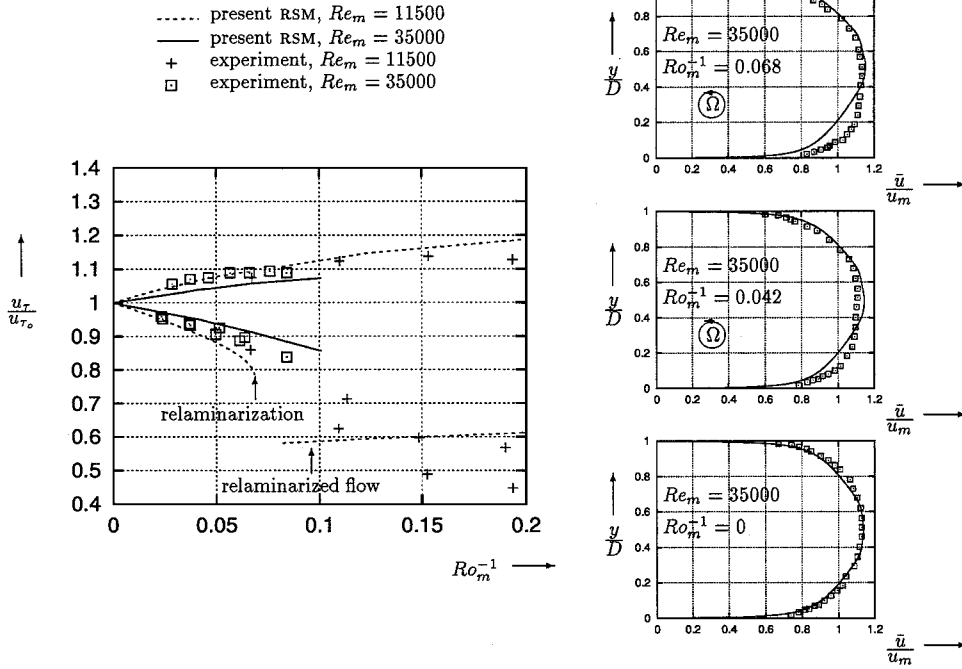 present RSM, Re_m = 11500
present RSM, Re_m = 35000
experiment, Re_m = 11500
experiment, Re_m = 35000
1.4
1.3
1.2
1.1
1
0.9
0.8
0.7
0.6
0.5
0.4
u_τ / u_τo
relaminarization
relaminarized flow
0 0.05 0.1 0.15 0.2
Ro_m^-1
0.8
0.6
0.4
0.2
0
y / D
Re_m = 35000
Ro_m^-1 = 0.068
Ω
0 0.2 0.4 0.6 0.8 1 1.2
ū / u_m
1
0.8
0.6
0.4
0.2
0
y / D
Re_m = 35000
Ro_m^-1 = 0.042
Ω
0 0.2 0.4 0.6 0.8 1 1.2
ū / u_m
1
0.8
0.6
0.4
0.2
0
y / D
Re_m = 35000
Ro_m^-1 = 0
0 0.2 0.4 0.6 0.8 1 1.2
ū / u_m